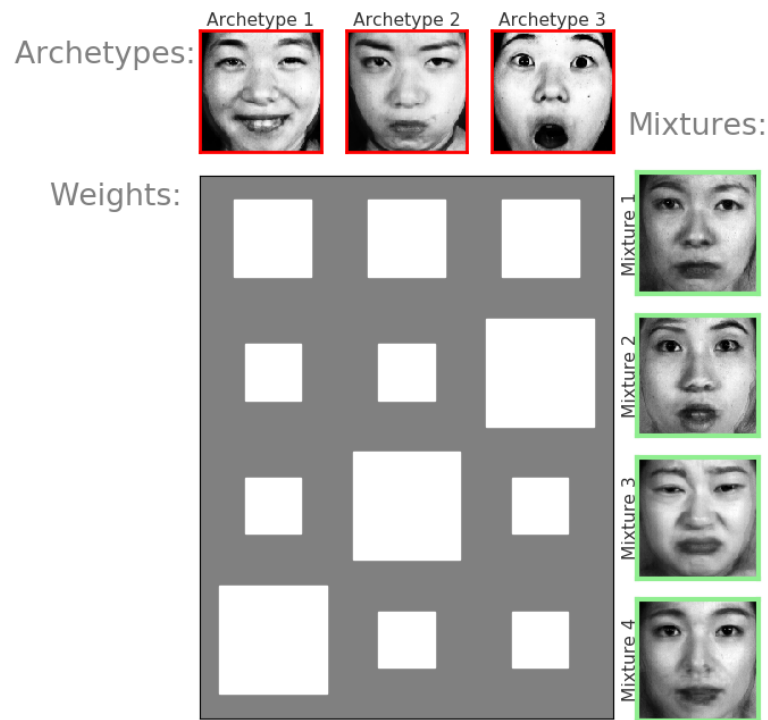 Archetypes:
Archetype 1
Archetype 2
Archetype 3
Mixtures:
Weights:
Mixture 1
Mixture 2
Mixture 3
Mixture 4